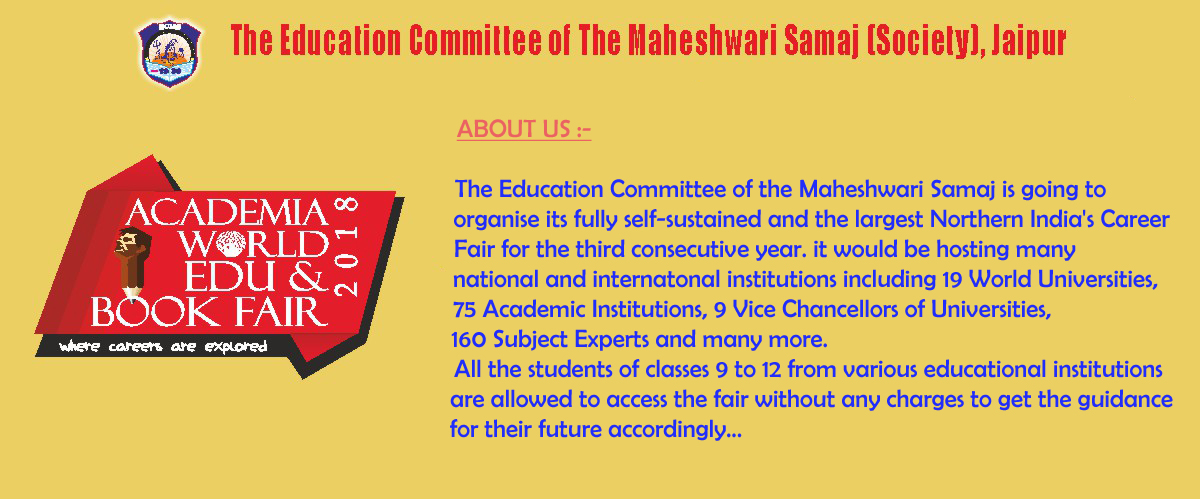 The Education Committee of The Maheshwari Samaj (Society), Jaipur
ABOUT US :-
The Education Committee of the Maheshwari Samaj is going to
organise its fully self-sustained and the largest Northern India's Career
Fair for the third consecutive year. it would be hosting many
national and internatonal institutions including 19 World Universities,
75 Academic Institutions, 9 Vice Chancellors of Universities,
160 Subject Experts and many more.
All the students of classes 9 to 12 from various educational institutions
are allowed to access the fair without any charges to get the guidance
for their future accordingly...
ACADEMIA
WORLD
EDU &
BOOK FAIR
2018
where careers are explored